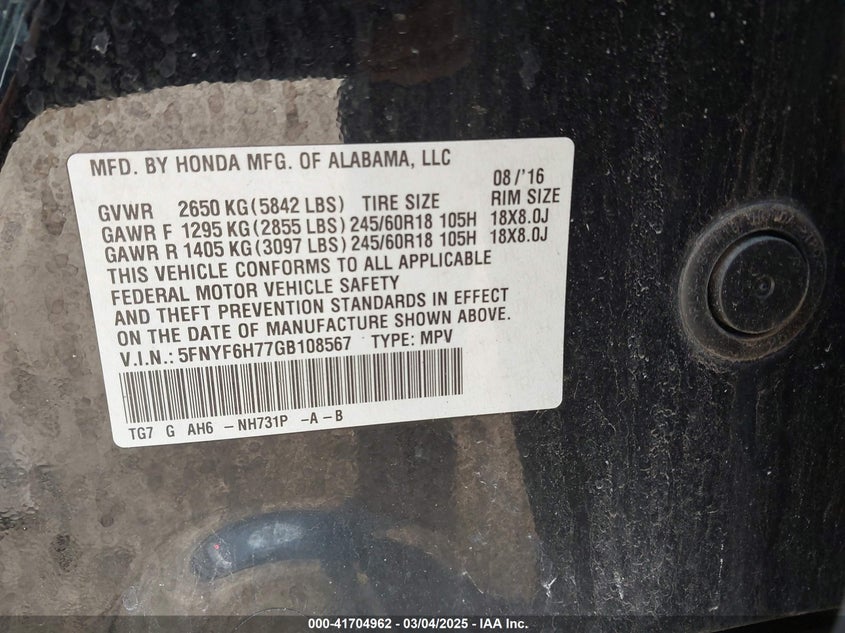 MFD. BY HONDA MFG. OF ALABAMA, LLC
08/'16
GVWR 2650 KG(5842 LBS) TIRE SIZE RIM SIZE
GAWR F 1295 KG(2855 LBS) 245/60R18 105H 18X8.0J
GAWR R 1405 KG(3097 LBS) 245/60R18 105H 18X8.0J
THIS VEHICLE CONFORMS TO ALL APPLICABLE
FEDERAL MOTOR VEHICLE SAFETY
AND THEFT PREVENTION STANDARDS IN EFFECT
ON THE DATE OF MANUFACTURE SHOWN ABOVE.
V.I.N.: 5FNYF6H77GB108567 TYPE: MPV
TG7 G AH6 -NH731P -A-B
000-41704962 - 03/04/2025 - IAA Inc.